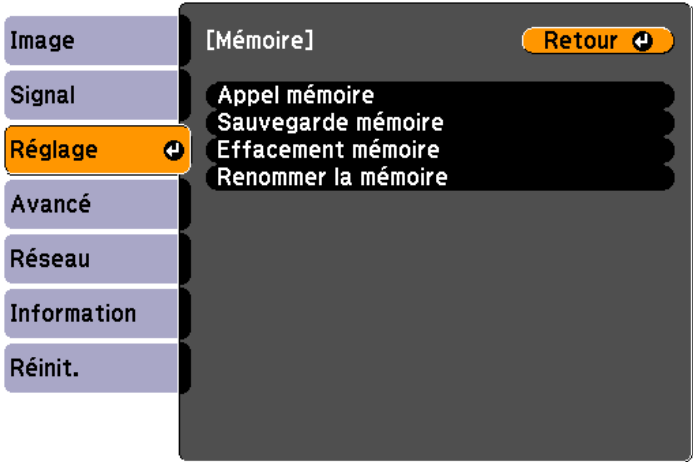 Image
Signal
Réglage
Avancé
Réseau
Information
Réinit.
[Mémoire]
Retour
Appel mémoire
Sauvegarde mémoire
Effacement mémoire
Renommer la mémoire